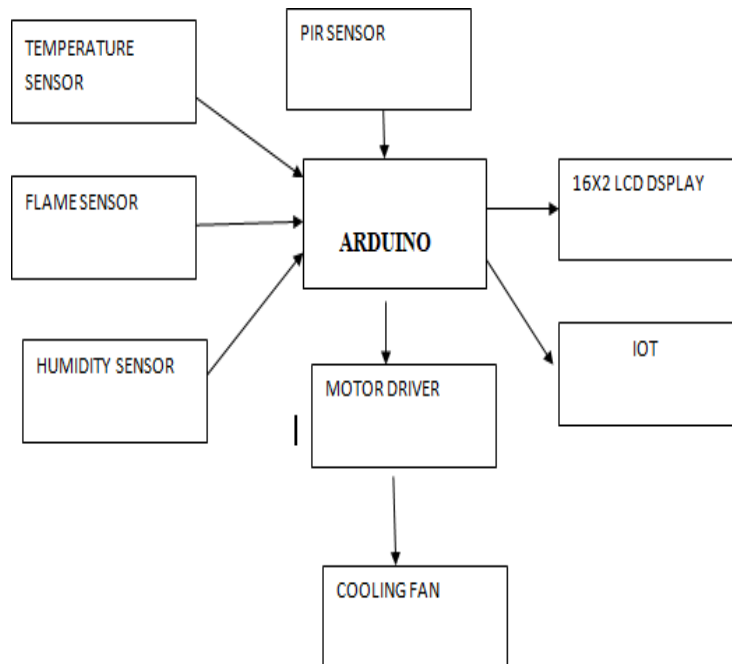 PIR SENSOR
TEMPERATURE
SENSOR
16X2 LCD DSPLAY
FLAME SENSOR
ARDUINO
IOT
HUMIDITY SENSOR
MOTOR DRIVER
COOLING FAN